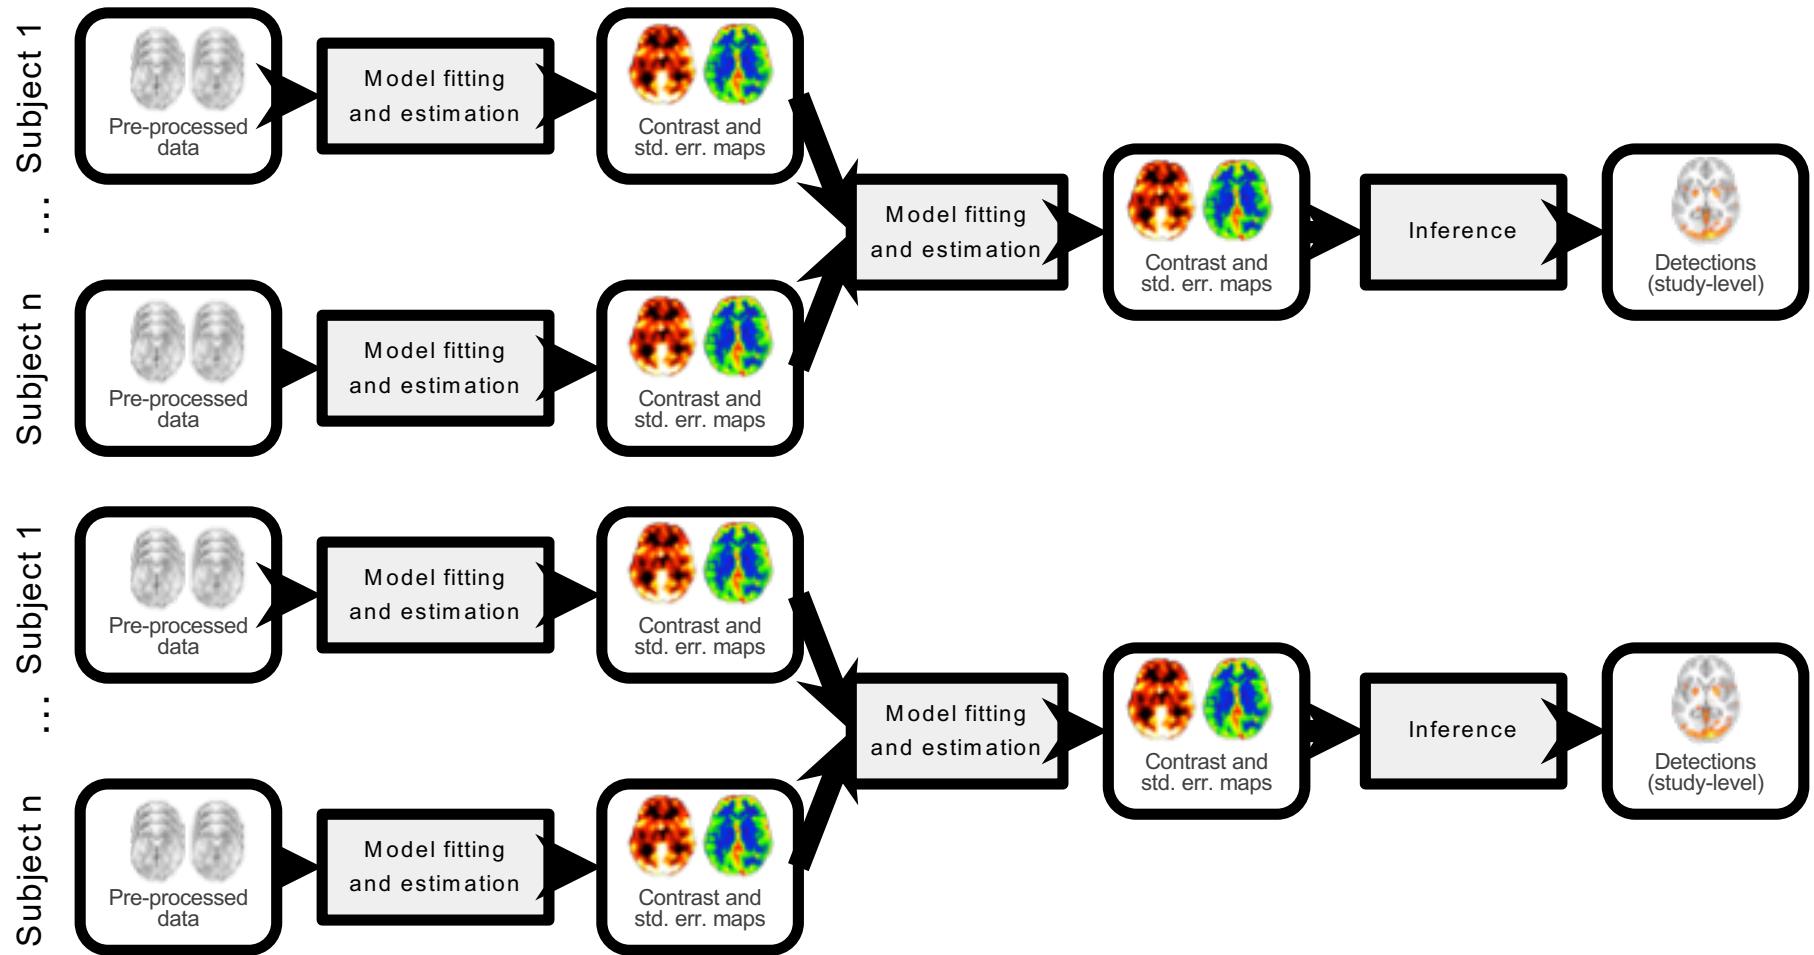 Subject 1
Pre-processed
data
Model fitting
and estimation
Contrast and
std. err. maps
...
Model fitting
and estimation
Contrast and
std. err. maps
Inference
Detections
(study-level)
Subject n
Pre-processed
data
Model fitting
and estimation
Contrast and
std. err. maps
Subject 1
Pre-processed
data
Model fitting
and estimation
Contrast and
std. err. maps
...
Model fitting
and estimation
Contrast and
std. err. maps
Inference
Detections
(study-level)
Subject n
Pre-processed
data
Model fitting
and estimation
Contrast and
std. err. maps